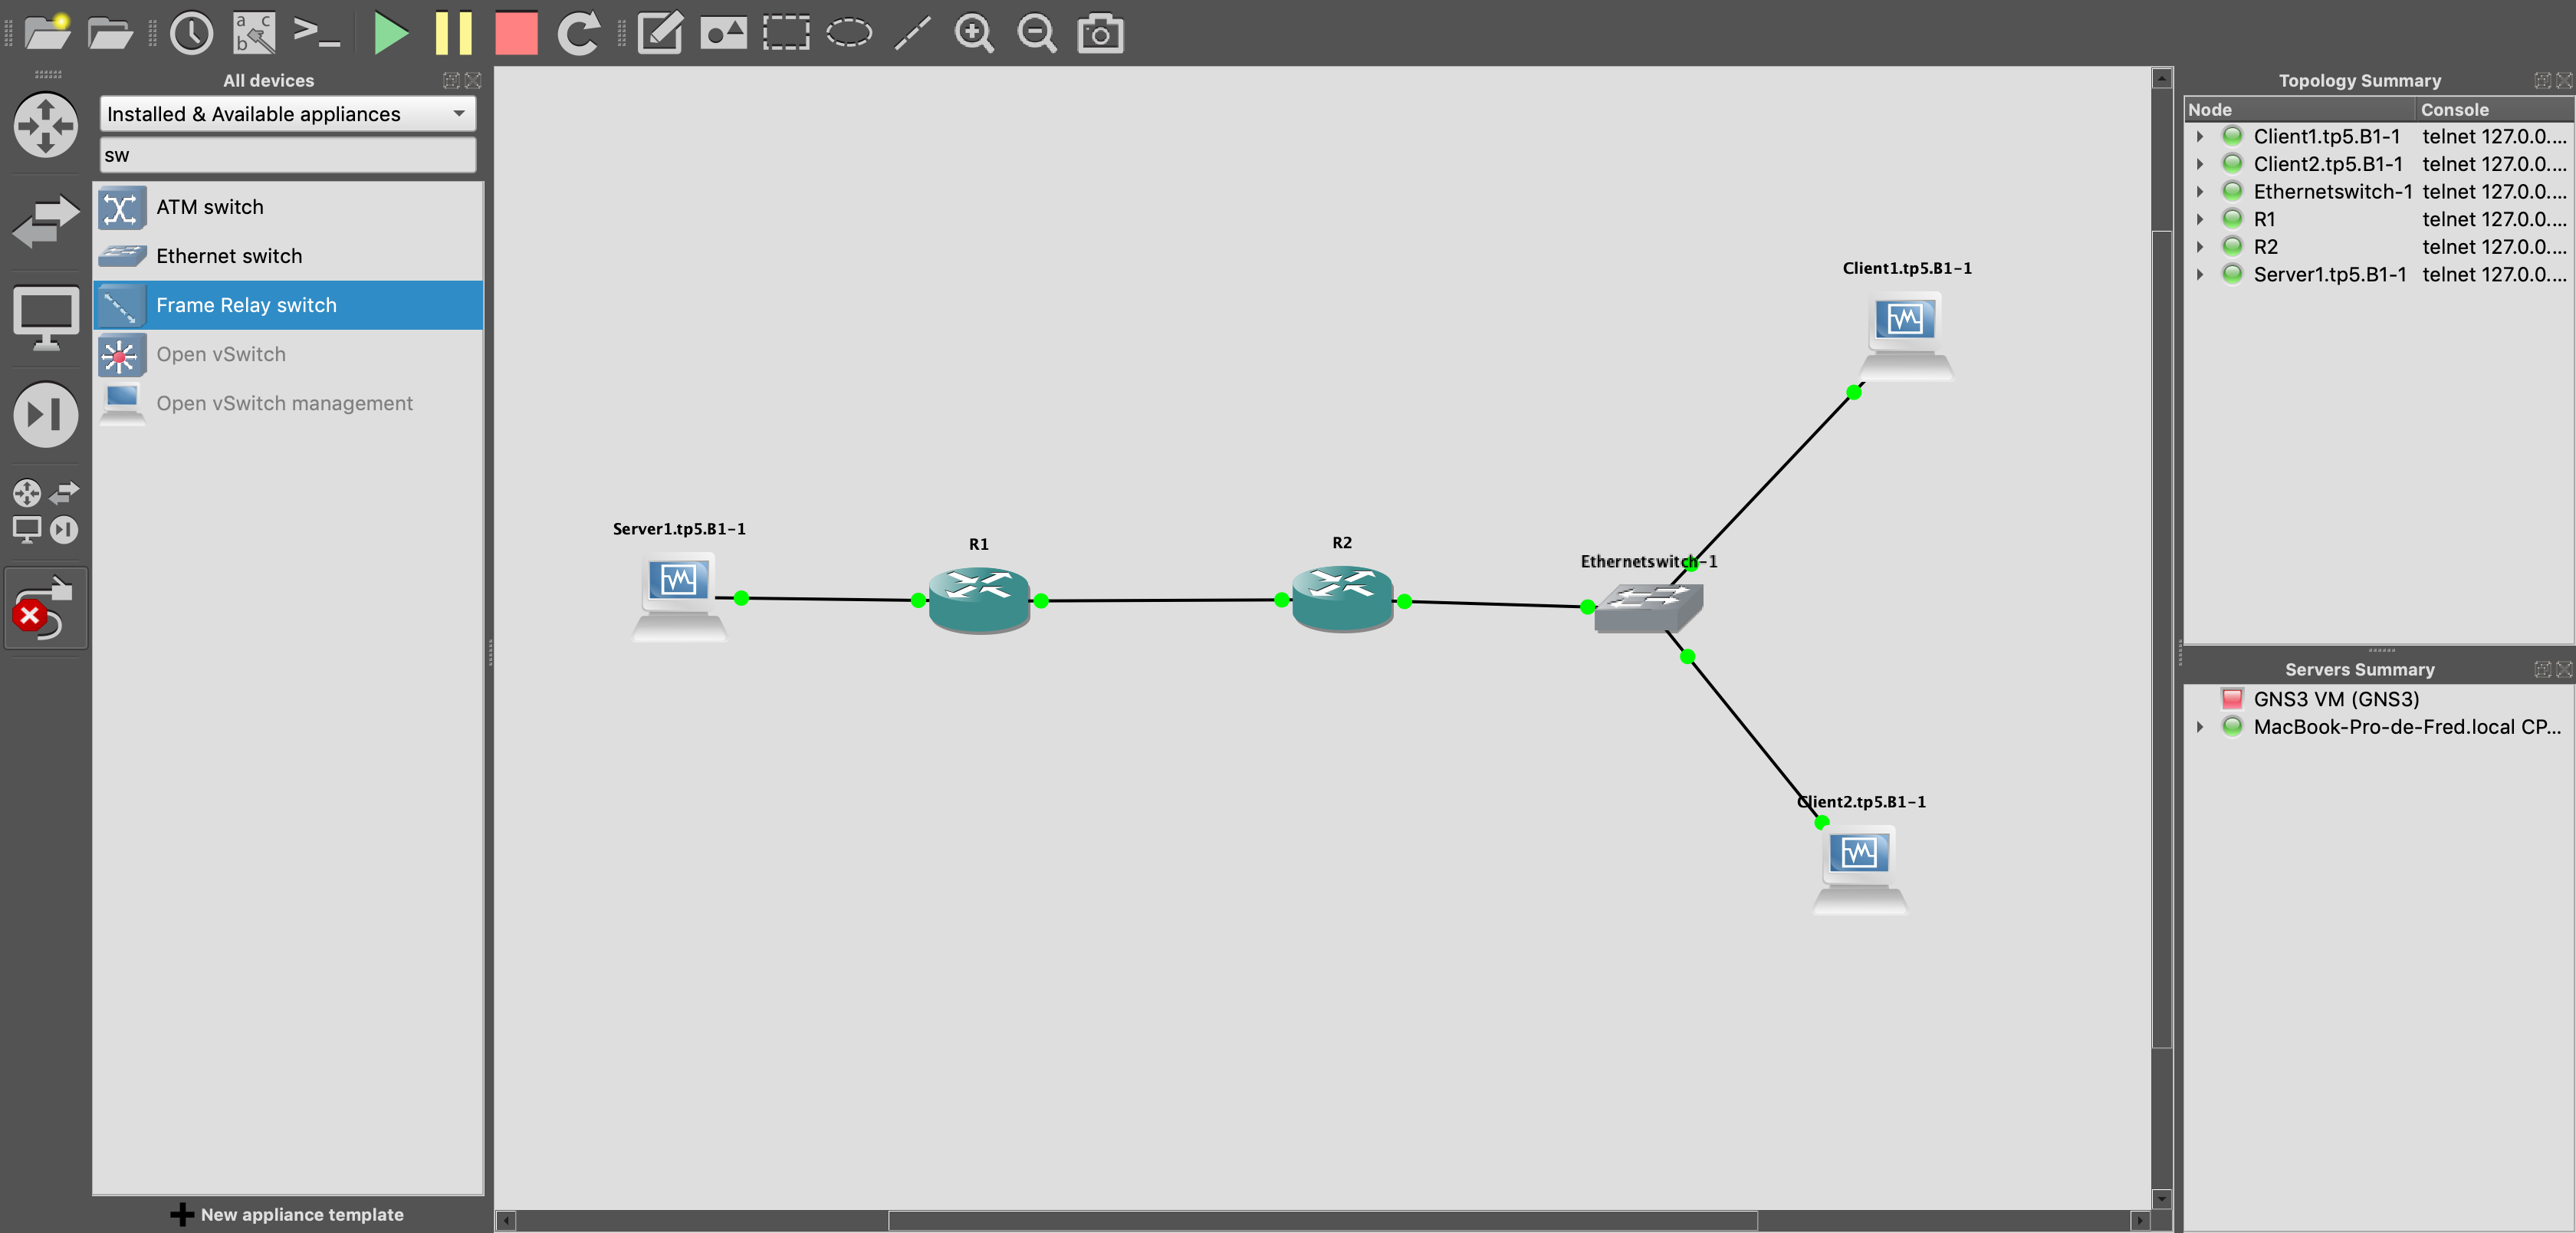 a c
b
>_
All devices
Installed & Available appliances
sw
ATM switch
Ethernet switch
Frame Relay switch
Open vSwitch
Open vSwitch management
New appliance template
Client1.tp5.B1-1
Server1.tp5.B1-1
R1
R2
Ethernetswitch-1
Client2.tp5.B1-1
Topology Summary
Node Console
Client1.tp5.B1-1 telnet 127.0.0....
Client2.tp5.B1-1 telnet 127.0.0....
Ethernetswitch-1 telnet 127.0.0....
R1 telnet 127.0.0....
R2 telnet 127.0.0....
Server1.tp5.B1-1 telnet 127.0.0....
Servers Summary
GNS3 VM (GNS3)
MacBook-Pro-de-Fred.local CP...